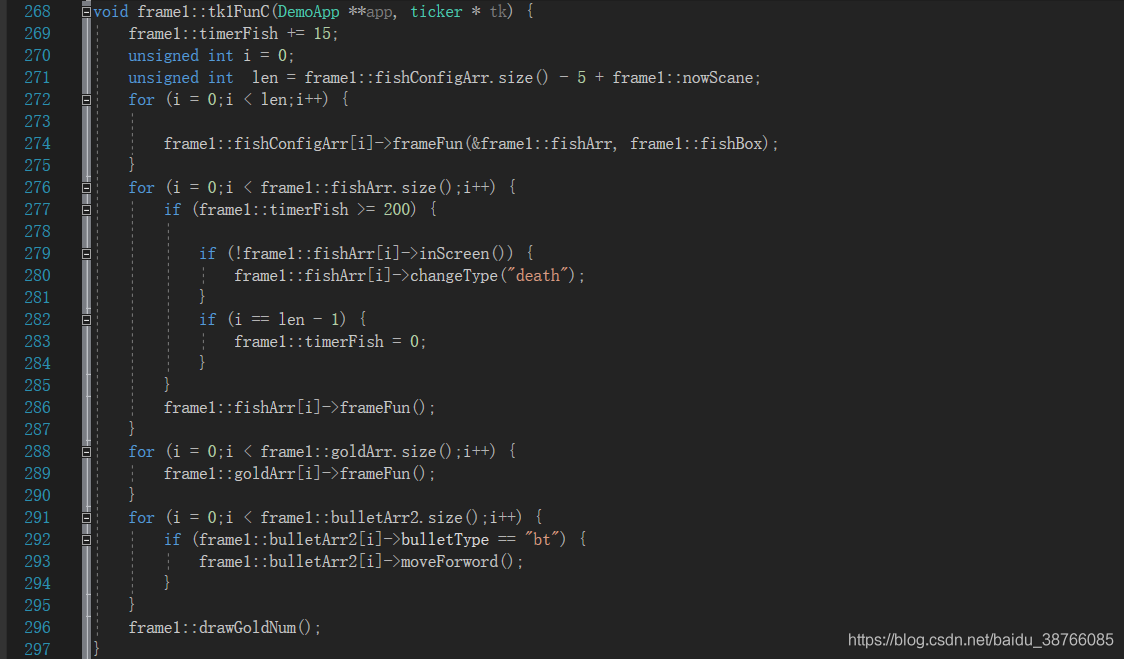 268 void frame1::tk1FunC(DemoApp **app, ticker * tk) {
269     frame1::timerFish += 15;
270     unsigned int i = 0;
271     unsigned int  len = frame1::fishConfigArr.size() - 5 + frame1::nowScane;
272     for (i = 0;i < len;i++) {
273
274         frame1::fishConfigArr[i]->frameFun(&frame1::fishArr, frame1::fishBox);
275     }
276     for (i = 0;i < frame1::fishArr.size();i++) {
277         if (frame1::timerFish >= 200) {
278
279             if (!frame1::fishArr[i]->inScreen()) {
280                 frame1::fishArr[i]->changeType("death");
281             }
282             if (i == len - 1) {
283                 frame1::timerFish = 0;
284             }
285         }
286         frame1::fishArr[i]->frameFun();
287     }
288     for (i = 0;i < frame1::goldArr.size();i++) {
289         frame1::goldArr[i]->frameFun();
290     }
291     for (i = 0;i < frame1::bulletArr2.size();i++) {
292         if (frame1::bulletArr2[i]->bulletType == "bt") {
293             frame1::bulletArr2[i]->moveForword();
294         }
295     }
296     frame1::drawGoldNum();
297 }
https://blog.csdn.net/baidu_38766085